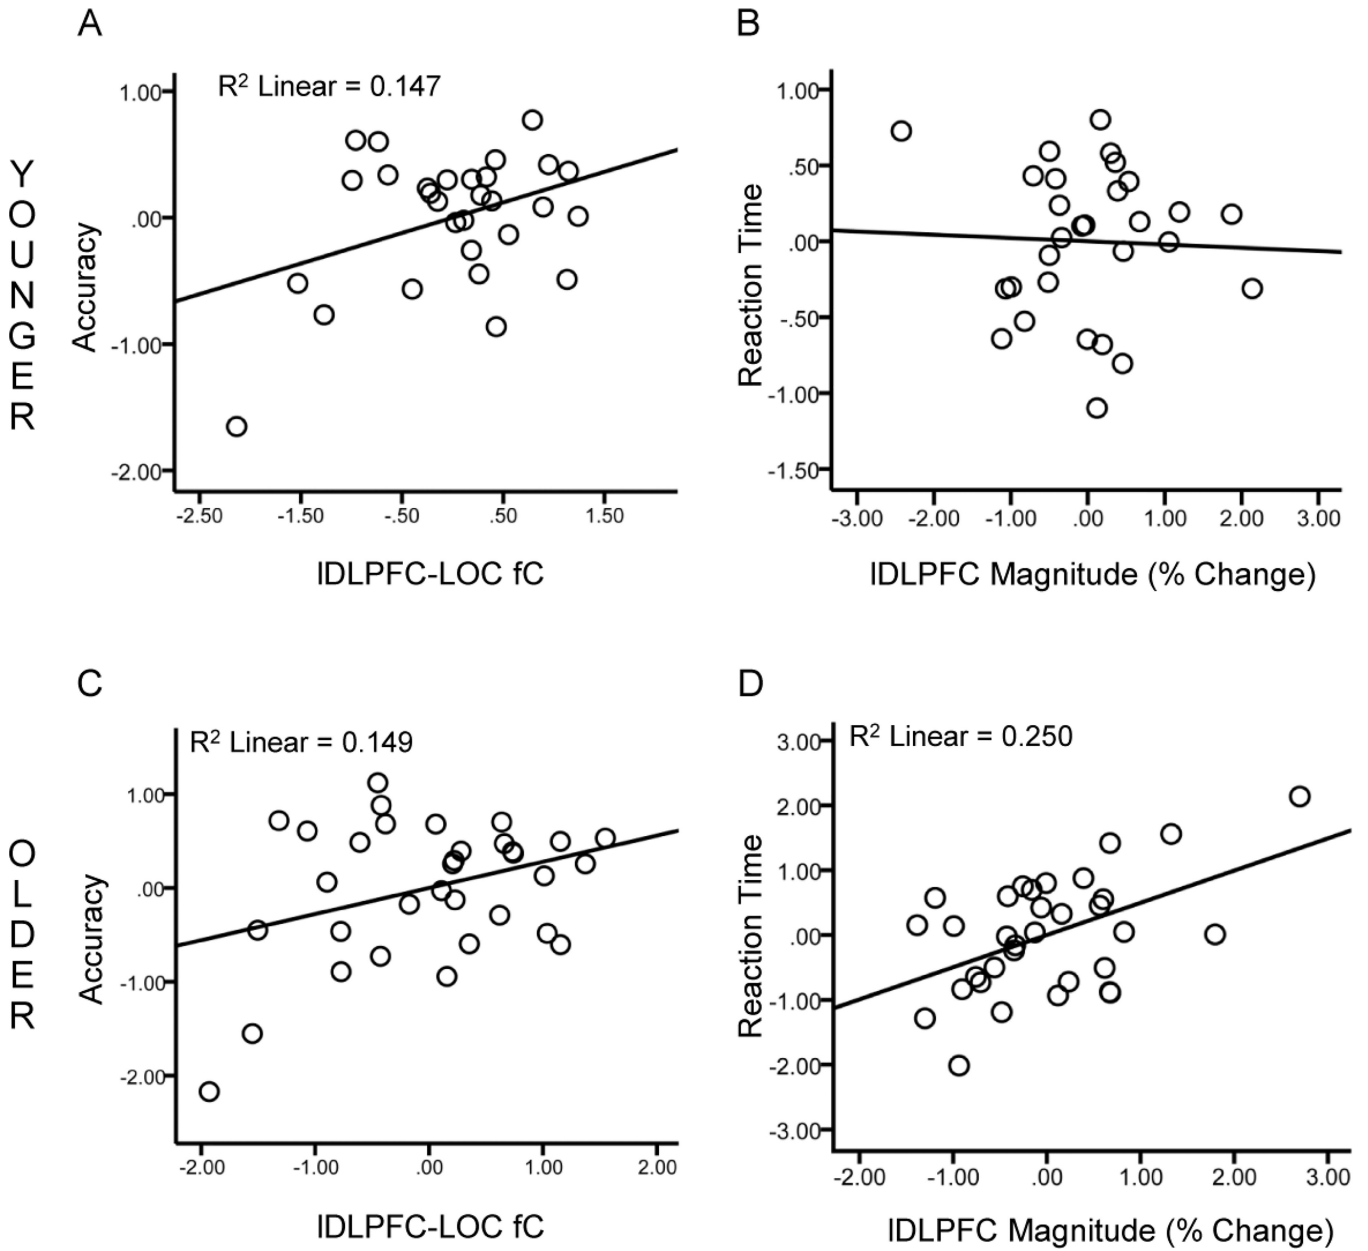 A
R² Linear = 0.147
1.00
.00
-1.00
-2.00
Accuracy
-2.50
-1.50
-.50
.50
1.50
lDLPFC-LOC fC
YOUNGER
B
1.00
.50
.00
-.50
-1.00
-1.50
Reaction Time
-3.00
-2.00
-1.00
.00
1.00
2.00
3.00
lDLPFC Magnitude (% Change)
C
R² Linear = 0.149
1.00
.00
-1.00
-2.00
Accuracy
-2.00
-1.00
.00
1.00
2.00
lDLPFC-LOC fC
OLDER
D
R² Linear = 0.250
3.00
2.00
1.00
.00
-1.00
-2.00
-3.00
Reaction Time
-2.00
-1.00
.00
1.00
2.00
3.00
lDLPFC Magnitude (% Change)